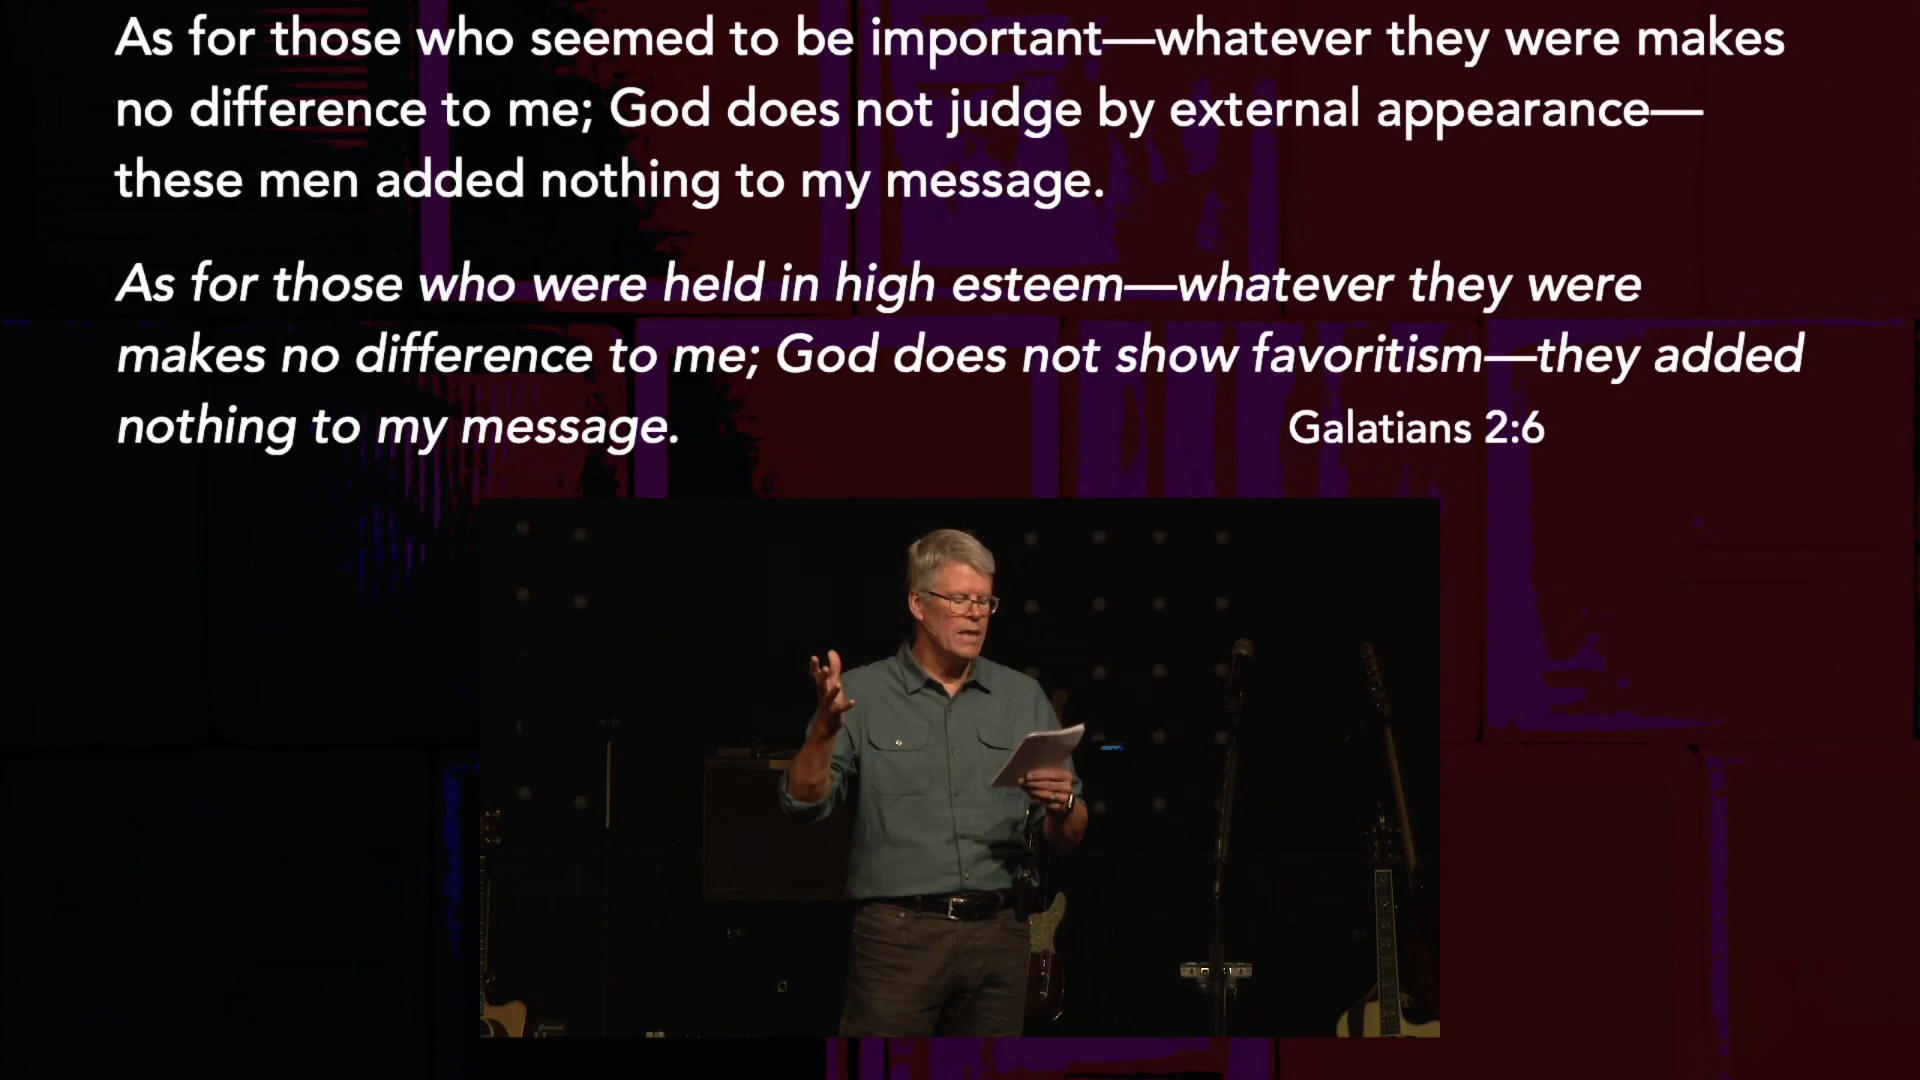 As for those who seemed to be important—whatever they were makes
no difference to me; God does not judge by external appearance—
these men added nothing to my message.
As for those who were held in high esteem—whatever they were
makes no difference to me; God does not show favoritism—they added
nothing to my message.
Galatians 2:6